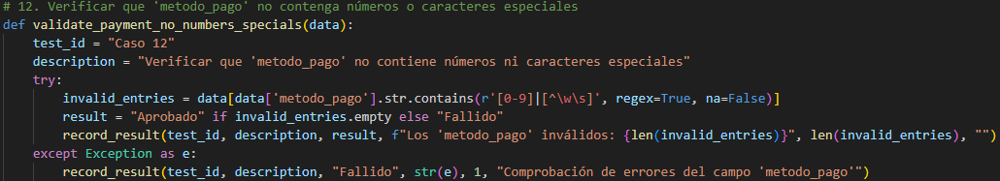 # 12. Verificar que 'metodo_pago' no contenga números o caracteres especiales
def validate_payment_no_numbers_specials(data):
    test_id = "Caso 12"
    description = "Verificar que 'metodo_pago' no contiene números ni caracteres especiales"
    try:
        invalid_entries = data[data['metodo_pago'].str.contains(r'[0-9]|[^\w\s]', regex=True, na=False)]
        result = "Aprobado" if invalid_entries.empty else "Fallido"
        record_result(test_id, description, result, f"Los 'metodo_pago' inválidos: {len(invalid_entries)}", len(invalid_entries), "")
    except Exception as e:
        record_result(test_id, description, "Fallido", str(e), 1, "Comprobación de errores del campo 'metodo_pago'")